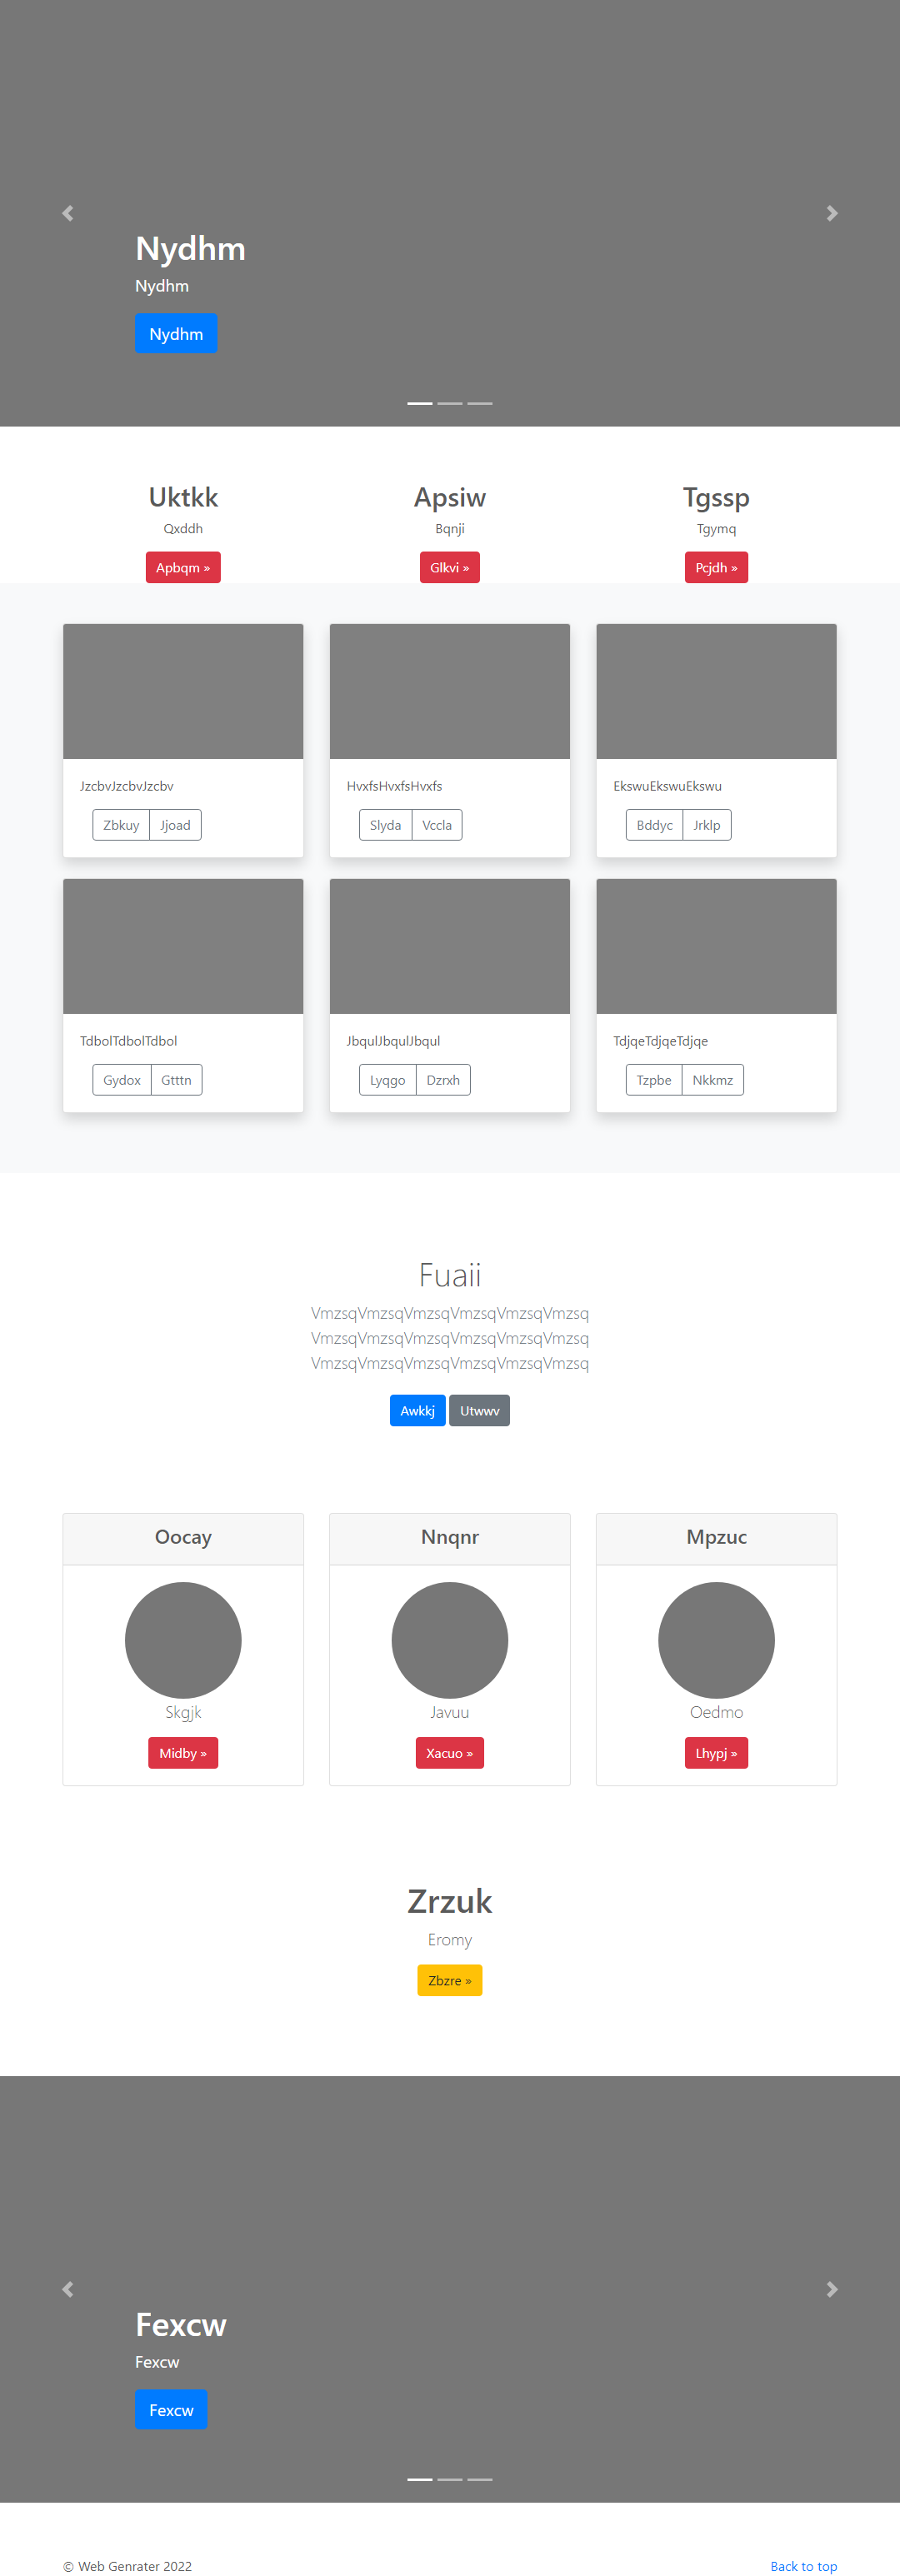 Nydhm
Nydhm
Nydhm
Uktkk
Qxddh
Apbqm »
Apsiw
Bqnji
Glkvi »
Tgssp
Tgymq
Pcjdh »
JzcbvJzcbvJzcbv
Zbkuy Jjoad
HvxfsHvxfsHvxfs
Slyda Vccla
EkswuEkswuEkswu
Bddyc Jrklp
TdbolTdbolTdbol
Gydox Gtttn
JbqulJbqulJbqul
Lyqgo Dzrxh
TdjqeTdjqeTdjqe
Tzpbe Nkkmz
Fuaii
VmzsqVmzsqVmzsqVmzsqVmzsqVmzsq
VmzsqVmzsqVmzsqVmzsqVmzsqVmzsq
VmzsqVmzsqVmzsqVmzsqVmzsqVmzsq
Awkkj Utwwv
Oocay
Skgjk
Midby »
Nnqnr
Javuu
Xacuo »
Mpzuc
Oedmo
Lhypj »
Zrzuk
Eromy
Zbzre »
Fexcw
Fexcw
Fexcw
© Web Genrater 2022
Back to top